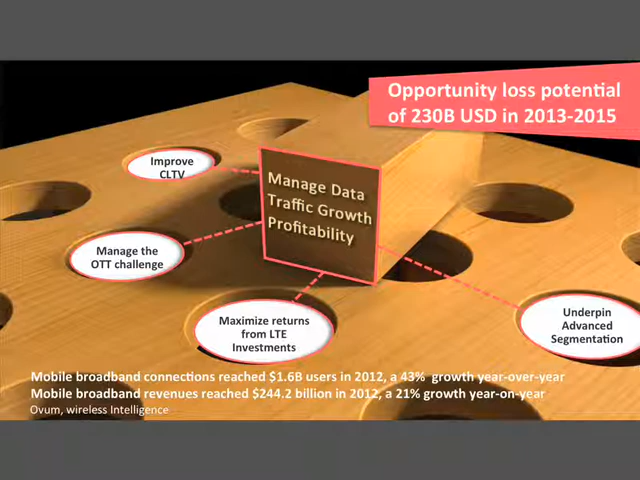 Opportunity loss potential
of 230B USD in 2013-2015
Improve
CLTV
Manage Data
Traffic Growth
Profitability
Manage the
OTT challenge
Maximize returns
from LTE
Investments
Underpin
Advanced
Segmentation
Mobile broadband connections reached $1.6B users in 2012, a 43% growth year-over-year
Mobile broadband revenues reached $244.2 billion in 2012, a 21% growth year-on-year
Ovum, wireless Intelligence